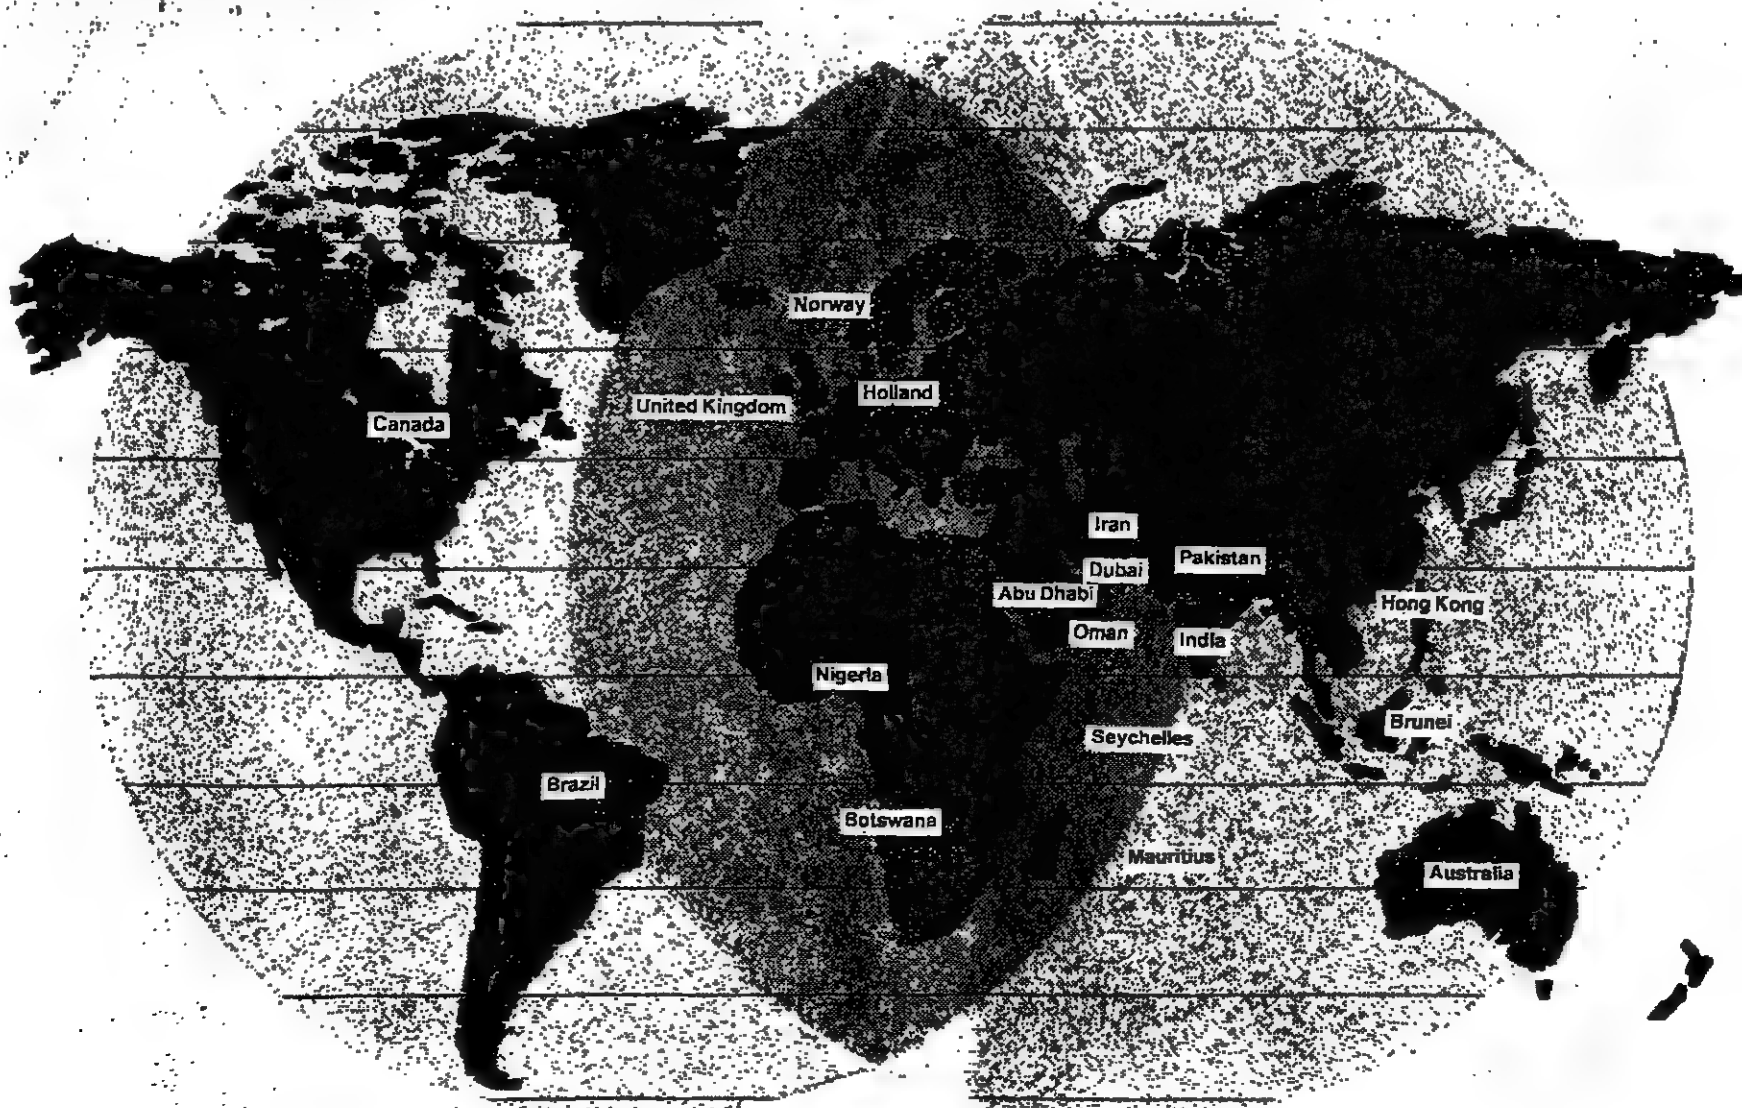 Norway
Holland
United Kingdom
Canada
Iran
Pakistan
Dubai
Abu Dhabi
Hong Kong
Oman
India
Nigeria
Brunei
Seychelles
Brazil
Botswana
Mauritius
Australia